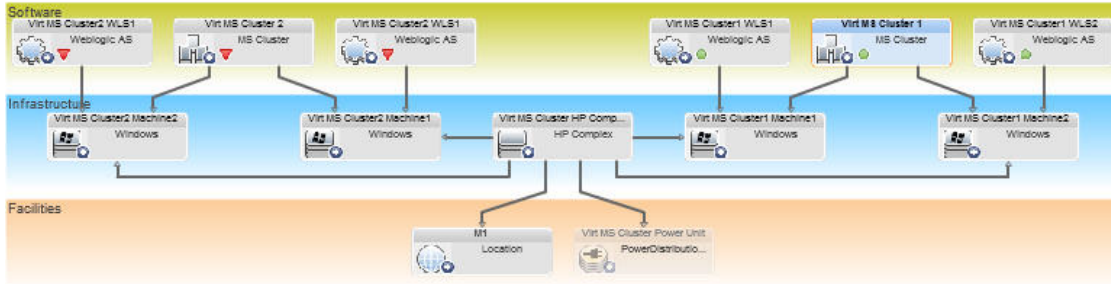 Software
Virt MS Cluster2 WLS1
Weblogic AS
Virt MS Cluster 2
MS Cluster
Virt MS Cluster2 WLS1
Weblogic AS
Virt MS Cluster1 WLS1
Weblogic AS
Virt MS Cluster 1
MS Cluster
Virt MS Cluster1 WLS2
Weblogic AS
Infrastructure
Virt MS Cluster2 Machine2
Windows
Virt MS Cluster2 Machine1
Windows
Virt MS Cluster HP Comp...
HP Complex
Virt MS Cluster1 Machine1
Windows
Virt MS Cluster1 Machine2
Windows
Facilities
M1
Location
Virt MS Cluster Power Unit
PowerDistributio...